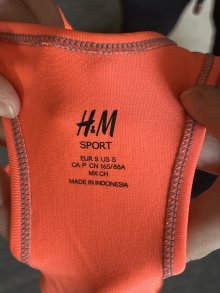 H&M
SPORT
EUR S US S
CA P CN 165/88A
MX CH
MADE IN INDONESIA